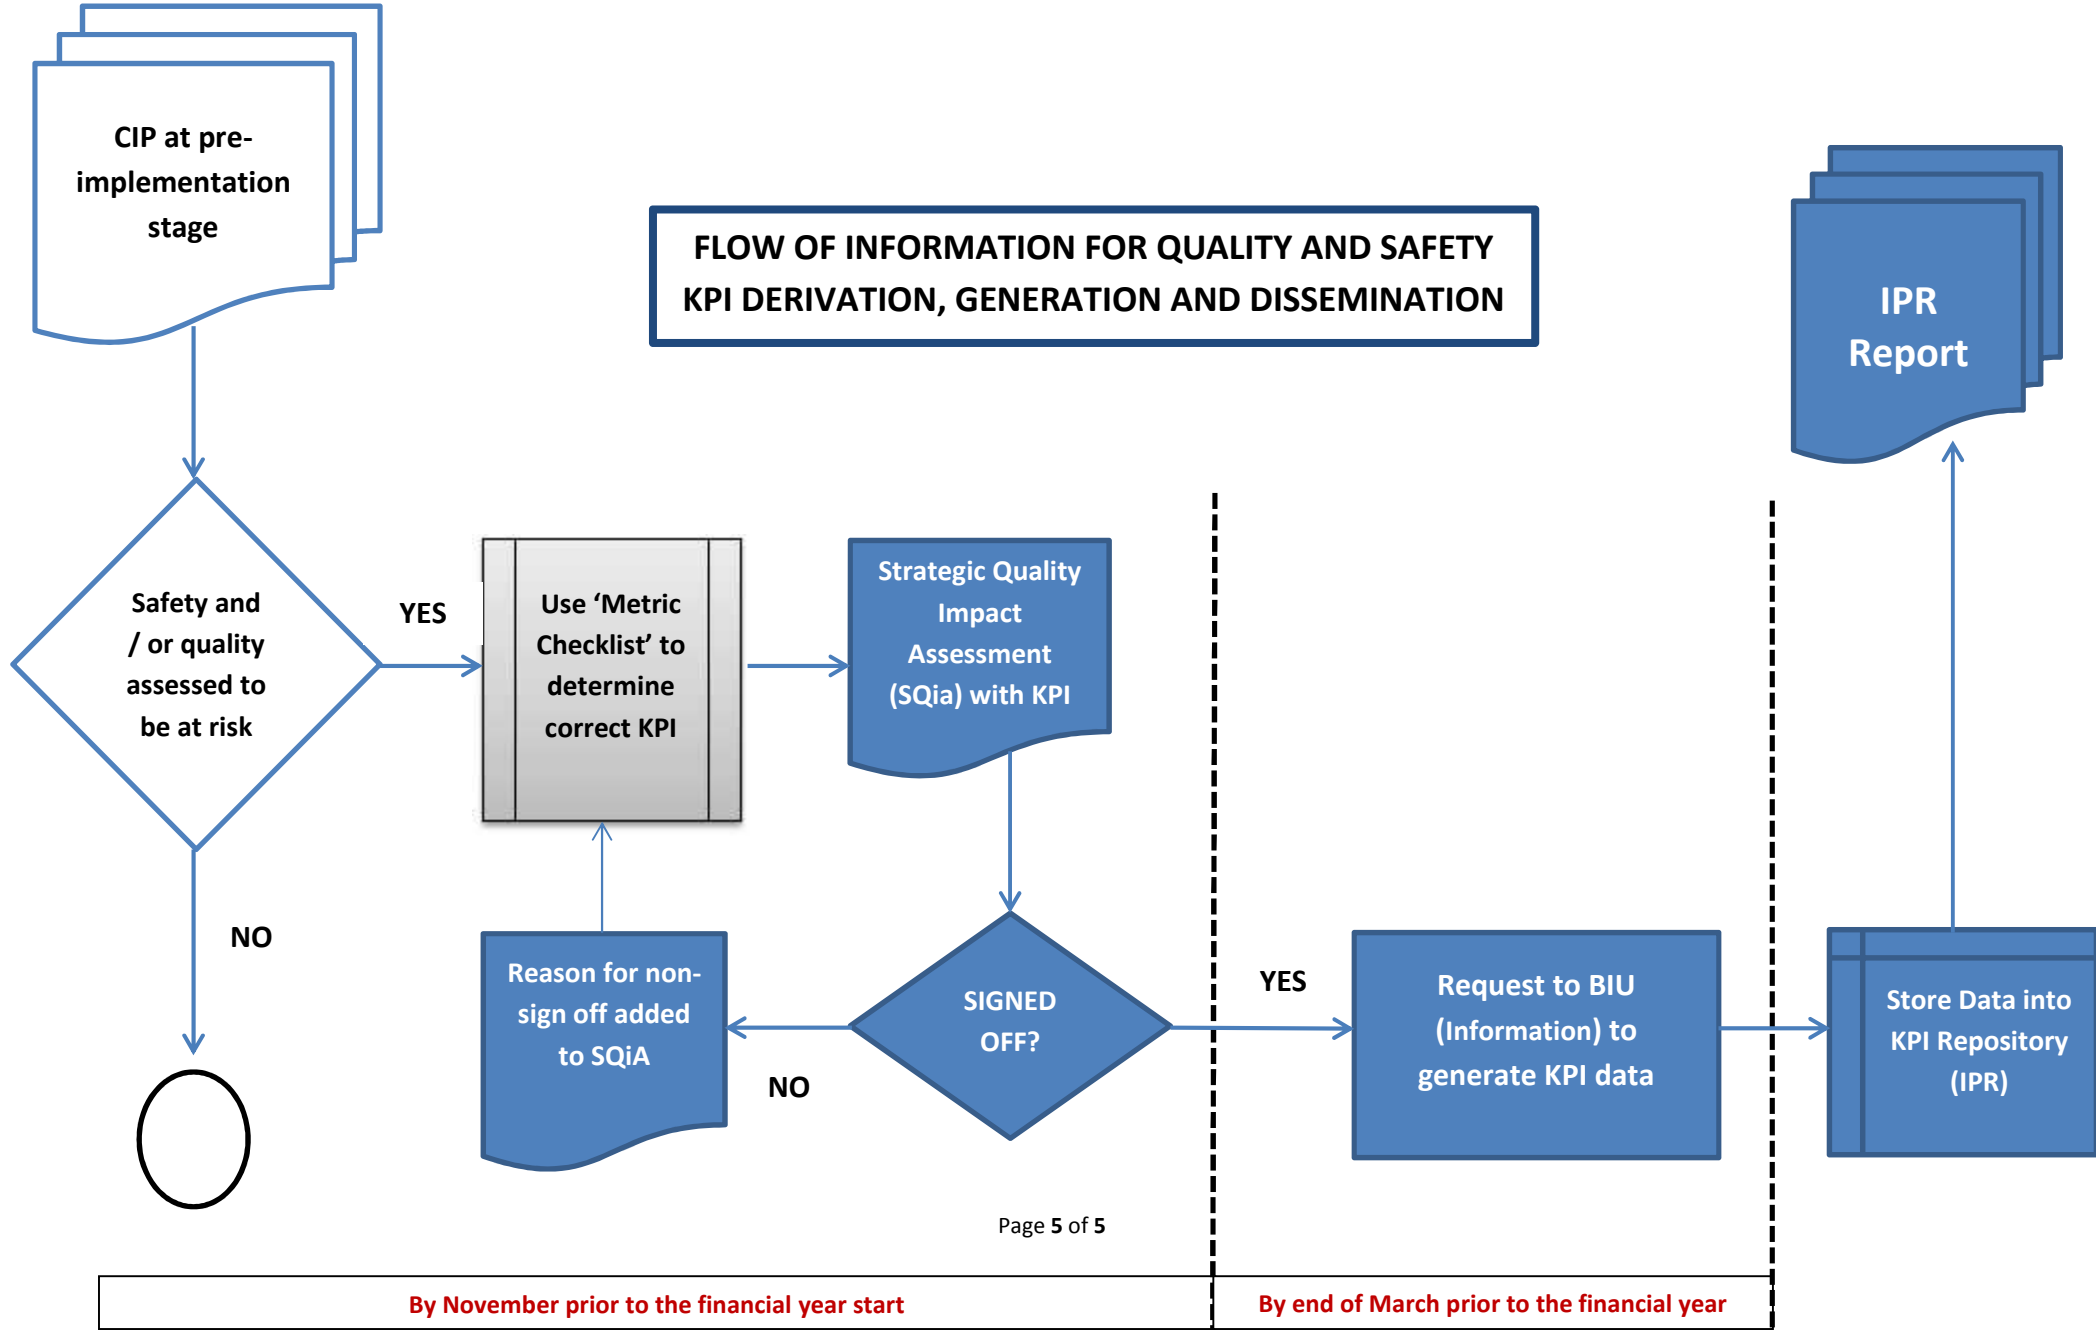 CIP at pre-
implementation
stage
FLOW OF INFORMATION FOR QUALITY AND SAFETY
KPI DERIVATION, GENERATION AND DISSEMINATION
IPR
Report
Safety and
/ or quality
assessed to
be at risk
YES
Use ‘Metric
Checklist’ to
determine
correct KPI
Strategic Quality
Impact
Assessment
(SQia) with KPI
NO
Reason for non-
sign off added
to SQiA
NO
SIGNED
OFF?
YES
Request to BIU
(Information) to
generate KPI data
Store Data into
KPI Repository
(IPR)
Page 5 of 5
By November prior to the financial year start
By end of March prior to the financial year